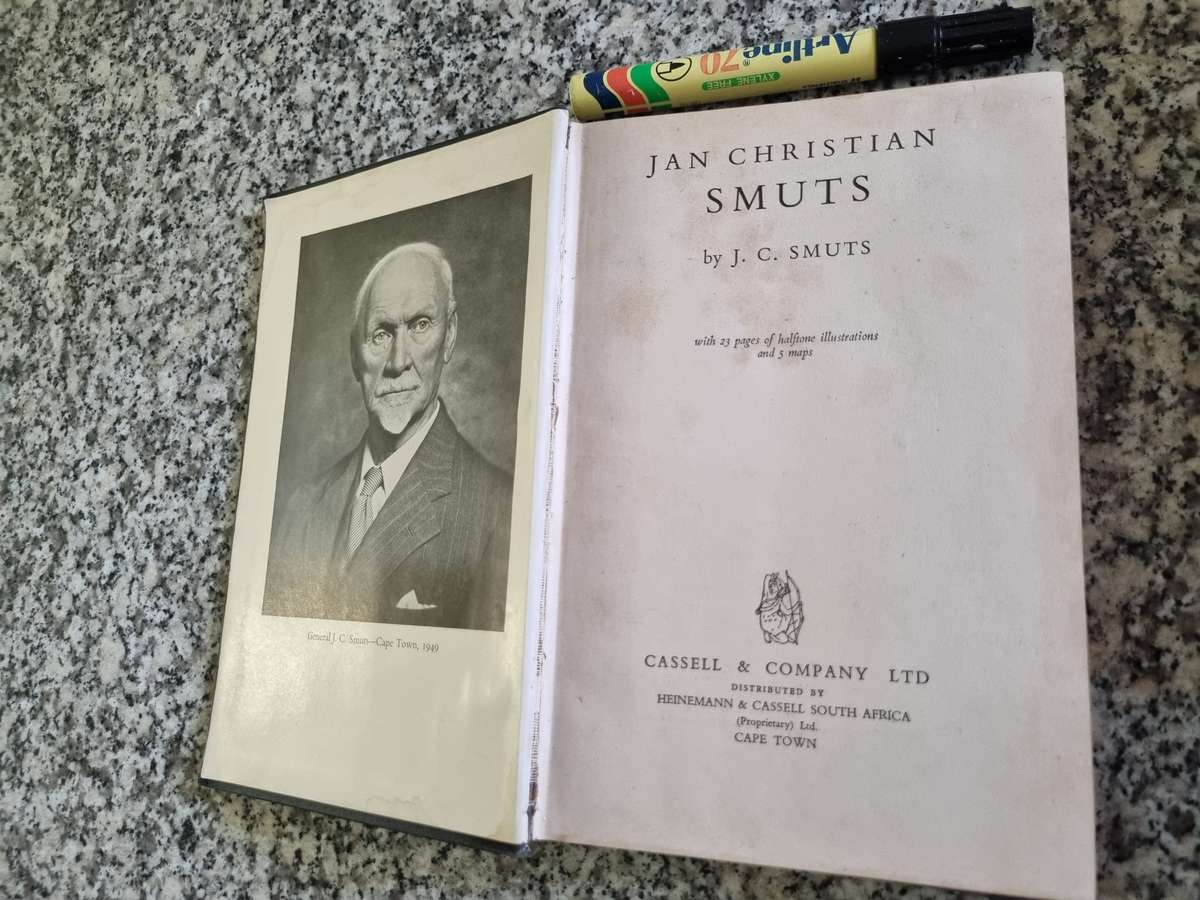 Artline 70
XYLENE FREE
JAN CHRISTIAN
SMUTS
by J. C. SMUTS
with 23 pages of halftone illustrations
and 5 maps
General J. C. Smuts—Cape Town, 1949
CASSELL & COMPANY LTD
DISTRIBUTED BY
HEINEMANN & CASSELL SOUTH AFRICA
(Proprietary) Ltd.
CAPE TOWN